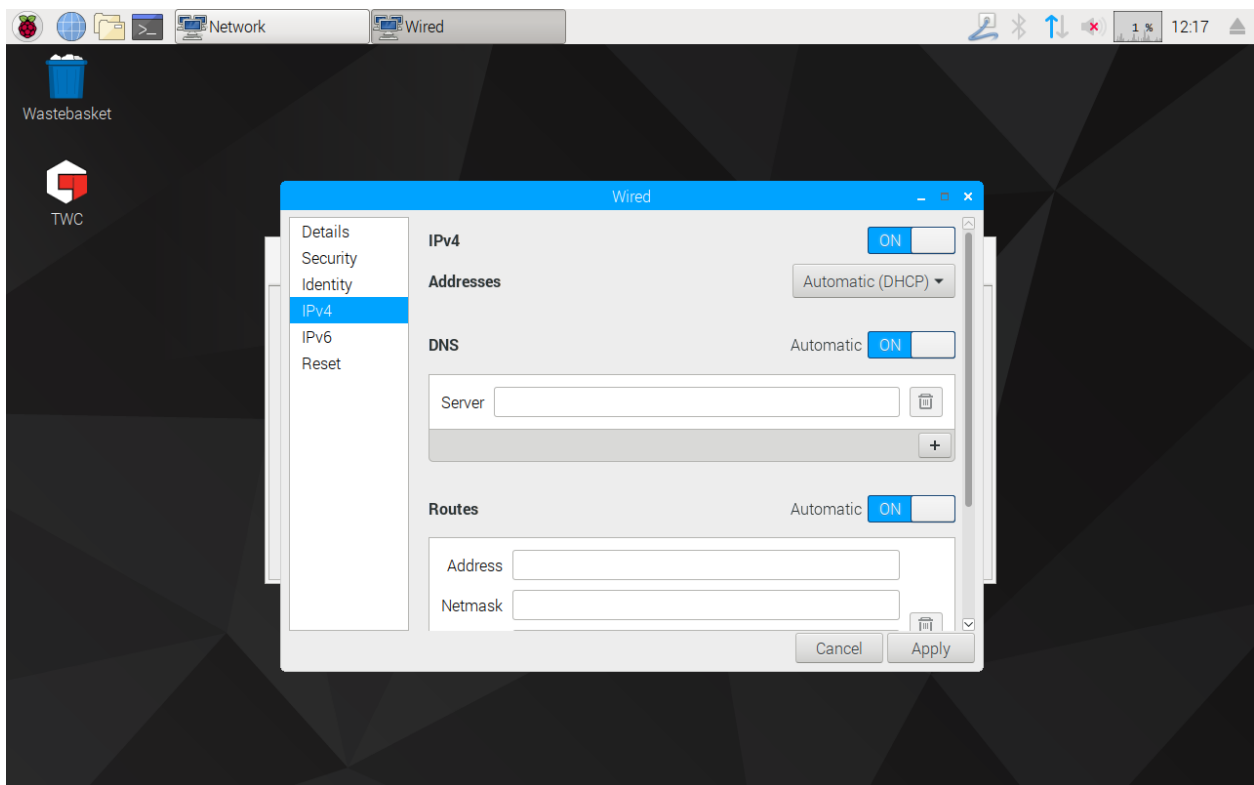 Network
Wired
1 %
12:17
Wastebasket
TWC
Wired
Details
Security
Identity
IPv4
IPv6
Reset
IPv4
ON
Addresses
Automatic (DHCP)
DNS
Automatic
ON
Server
+
Routes
Automatic
ON
Address
Netmask
Cancel
Apply